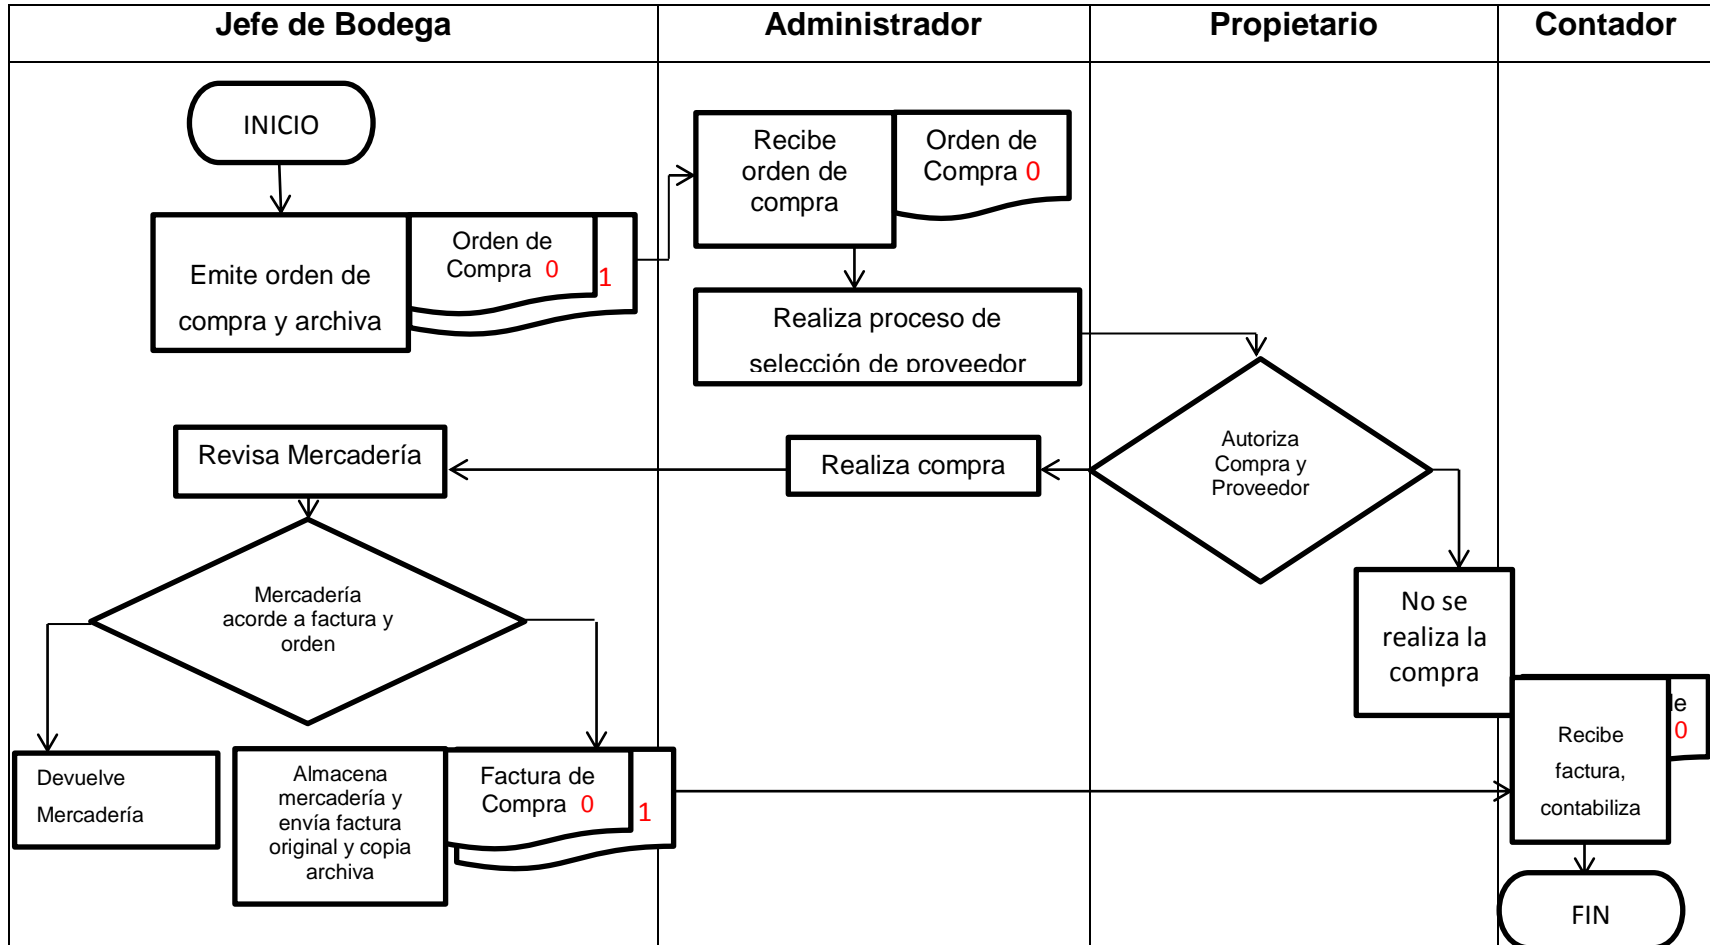 Jefe de Bodega
Administrador
Propietario
Contador
INICIO
Emite orden de
compra y archiva
Orden de
Compra 0
1
Recibe
orden de
compra
Orden de
Compra 0
Realiza proceso de
selección de proveedor
Autoriza
Compra y
Proveedor
Realiza compra
Revisa Mercadería
No se
realiza la
compra
Mercadería
acorde a factura y
orden
Devuelve
Mercadería
Almacena
mercadería y
envía factura
original y copia
archiva
Factura de
Compra 0
1
Recibe
factura,
contabiliza
0
FIN